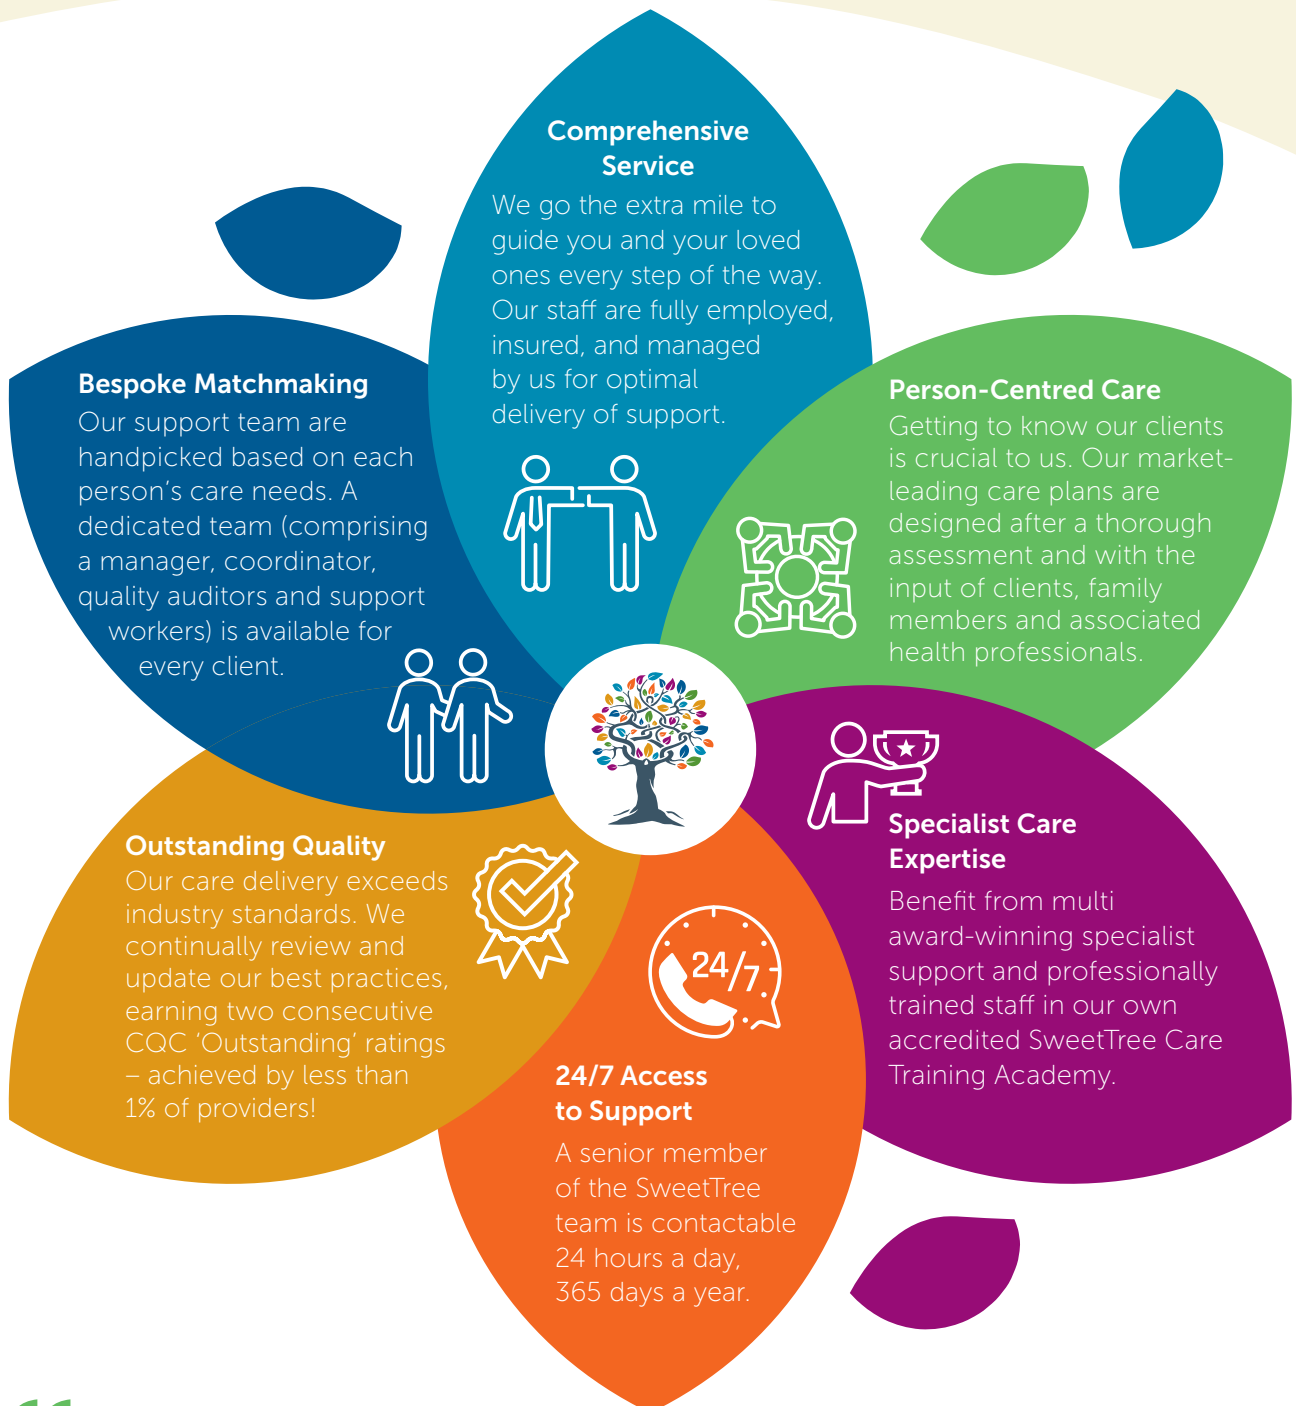 Comprehensive
Service
We go the extra mile to
guide you and your loved
ones every step of the way.
Our staff are fully employed,
insured, and managed
by us for optimal
delivery of support.
Bespoke Matchmaking
Our support team are
handpicked based on each
person's care needs. A
dedicated team (comprising
a manager, coordinator,
quality auditors and support
workers) is available for
every client.
Person-Centred Care
Getting to know our clients
is crucial to us. Our market-
leading care plans are
designed after a thorough
assessment and with the
input of clients, family
members and associated
health professionals.
Outstanding Quality
Our care delivery exceeds
industry standards. We
continually review and
update our best practices,
earning two consecutive
CQC ‘Outstanding’ ratings
– achieved by less than
1% of providers!
24/7
24/7 Access
to Support
A senior member
of the SweetTree
team is contactable
24 hours a day,
365 days a year.
Specialist Care
Expertise
Benefit from multi
award-winning specialist
support and professionally
trained staff in our own
accredited SweetTree Care
Training Academy.